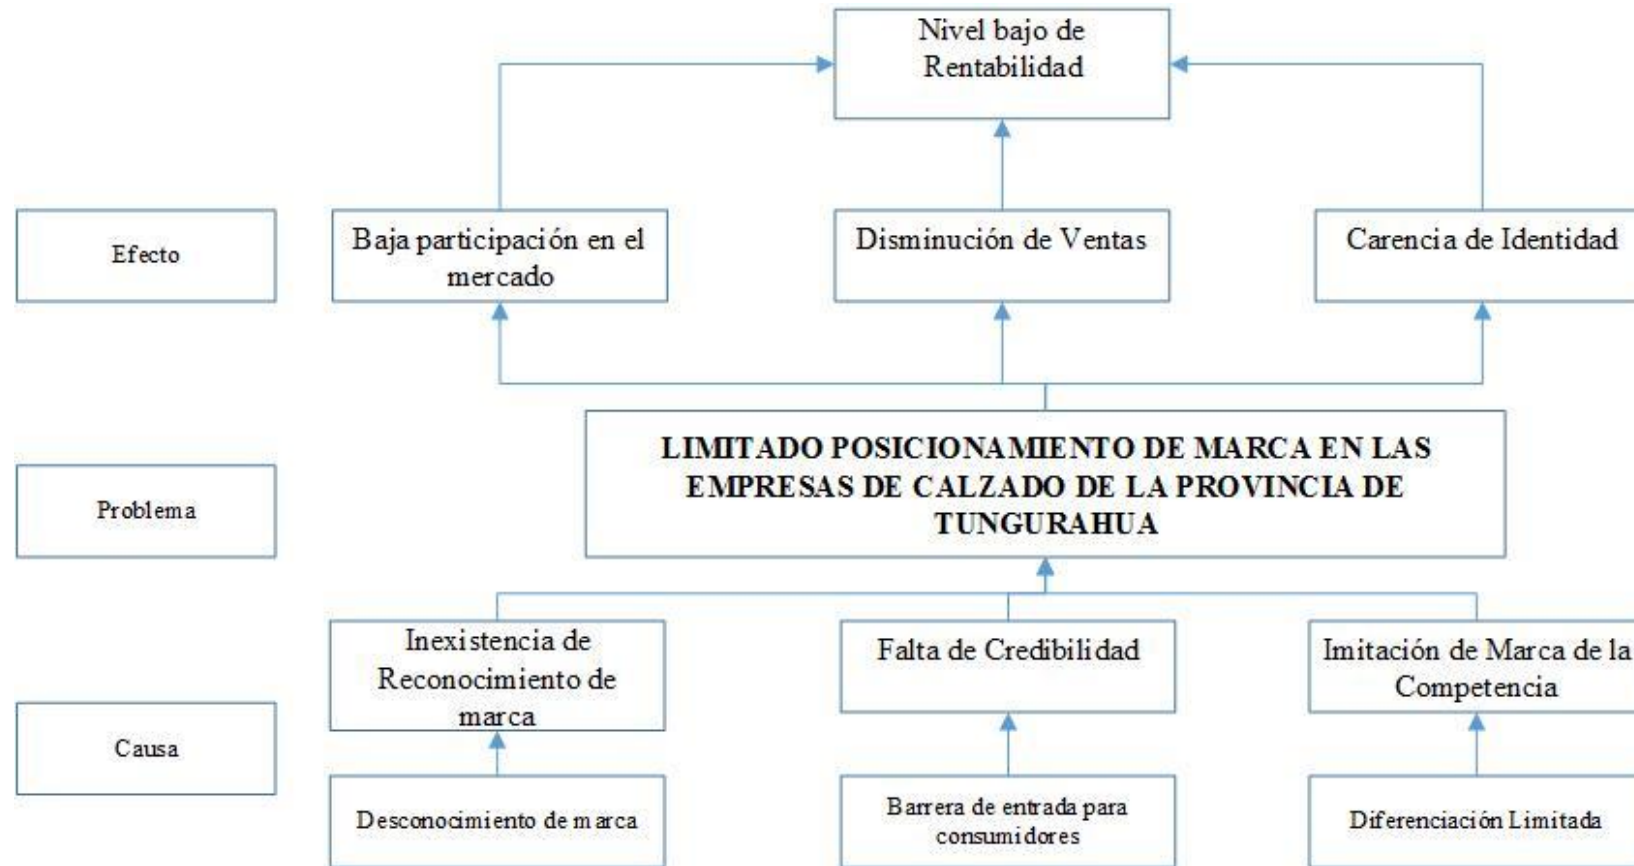 Nivel bajo de
Rentabilidad
Efecto
Baja participación en el
mercado
Disminución de Ventas
Carencia de Identidad
Problema
LIMITADO POSICIONAMIENTO DE MARCA EN LAS
EMPRESAS DE CALZADO DE LA PROVINCIA DE
TUNGURAHUA
Causa
Inexistencia de
Reconocimiento de
marca
Falta de Credibilidad
Imitación de Marca de la
Competencia
Desconocimiento de marca
Barrera de entrada para
consumidores
Diferenciación Limitada